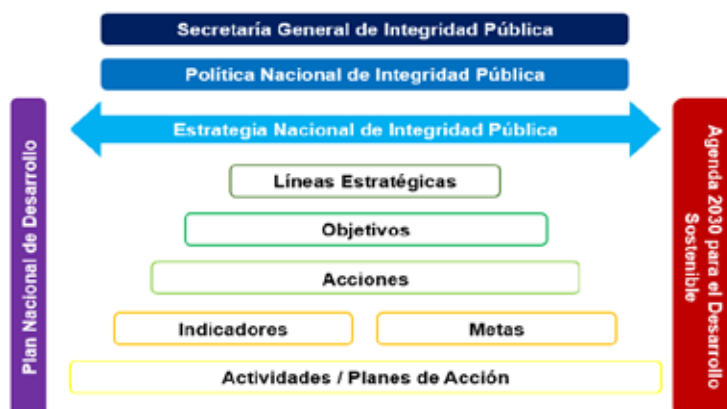 Secretaría General de Integridad Pública
Política Nacional de Integridad Pública
Estrategia Nacional de Integridad Pública
Líneas Estratégicas
Objetivos
Acciones
Indicadores
Metas
Actividades / Planes de Acción
Plan Nacional de Desarrollo
Agenda 2030 para el Desarrollo
Sostenible